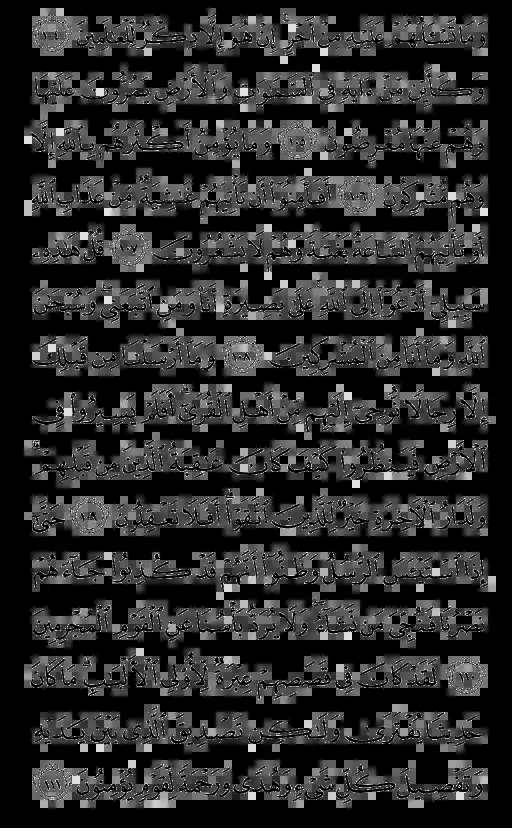 وَمَا تَسْـَٔلُهُمْ عَلَيْهِ مِنْ أَجْرٍ ۚ إِنْ هُوَ إِلَّا ذِكْرٌ لِّلْعَـٰلَمِينَ ١٠٤
وَكَأَيِّن مِّنْ ءَايَةٍ فِى ٱلسَّمَـٰوَٰتِ وَٱلْأَرْضِ يَمُرُّونَ عَلَيْهَا
وَهُمْ عَنْهَا مُعْرِضُونَ ١٠٥ وَمَا يُؤْمِنُ أَكْثَرُهُم بِٱللَّهِ إِلَّا
وَهُم مُّشْرِكُونَ ١٠٦ أَفَأَمِنُوٓا۟ أَن تَأْتِيَهُمْ غَـٰشِيَةٌ مِّنْ عَذَابِ ٱللَّهِ
أَوْ تَأْتِيَهُمُ ٱلسَّاعَةُ بَغْتَةً وَهُمْ لَا يَشْعُرُونَ ١٠٧ قُلْ هَـٰذِهِۦ
سَبِيلِىٓ أَدْعُوٓا۟ إِلَى ٱللَّهِ ۚ عَلَىٰ بَصِيرَةٍ أَنَا۠ وَمَنِ ٱتَّبَعَنِى ۖ وَسُبْحَـٰنَ
ٱللَّهِ وَمَآ أَنَا۠ مِنَ ٱلْمُشْرِكِينَ ١٠٨ وَمَآ أَرْسَلْنَا مِن قَبْلِكَ
إِلَّا رِجَالًا نُّوحِىٓ إِلَيْهِم مِّنْ أَهْلِ ٱلْقُرَىٰٓ ۗ أَفَلَمْ يَسِيرُوا۟ فِى
ٱلْأَرْضِ فَيَنظُرُوا۟ كَيْفَ كَانَ عَـٰقِبَةُ ٱلَّذِينَ مِن قَبْلِهِمْ ۗ
وَلَدَارُ ٱلْـَٔاخِرَةِ خَيْرٌ لِّلَّذِينَ ٱتَّقَوْا۟ ۗ أَفَلَا تَعْقِلُونَ ١٠٩ حَتَّىٰٓ
إِذَا ٱسْتَيْـَٔسَ ٱلرُّسُلُ وَظَنُّوٓا۟ أَنَّهُمْ قَدْ كُذِبُوا۟ جَآءَهُمْ
نَصْرُنَا فَنُجِّىَ مَن نَّشَآءُ ۖ وَلَا يُرَدُّ بَأْسُنَا عَنِ ٱلْقَوْمِ ٱلْمُجْرِمِينَ
١١٠ لَقَدْ كَانَ فِى قَصَصِهِمْ عِبْرَةٌ لِّأُو۟لِى ٱلْأَلْبَـٰبِ ۗ مَا كَانَ
حَدِيثًا يُفْتَرَىٰ وَلَـٰكِن تَصْدِيقَ ٱلَّذِى بَيْنَ يَدَيْهِ
وَتَفْصِيلَ كُلِّ شَىْءٍ وَهُدًى وَرَحْمَةً لِّقَوْمٍ يُؤْمِنُونَ ١١١